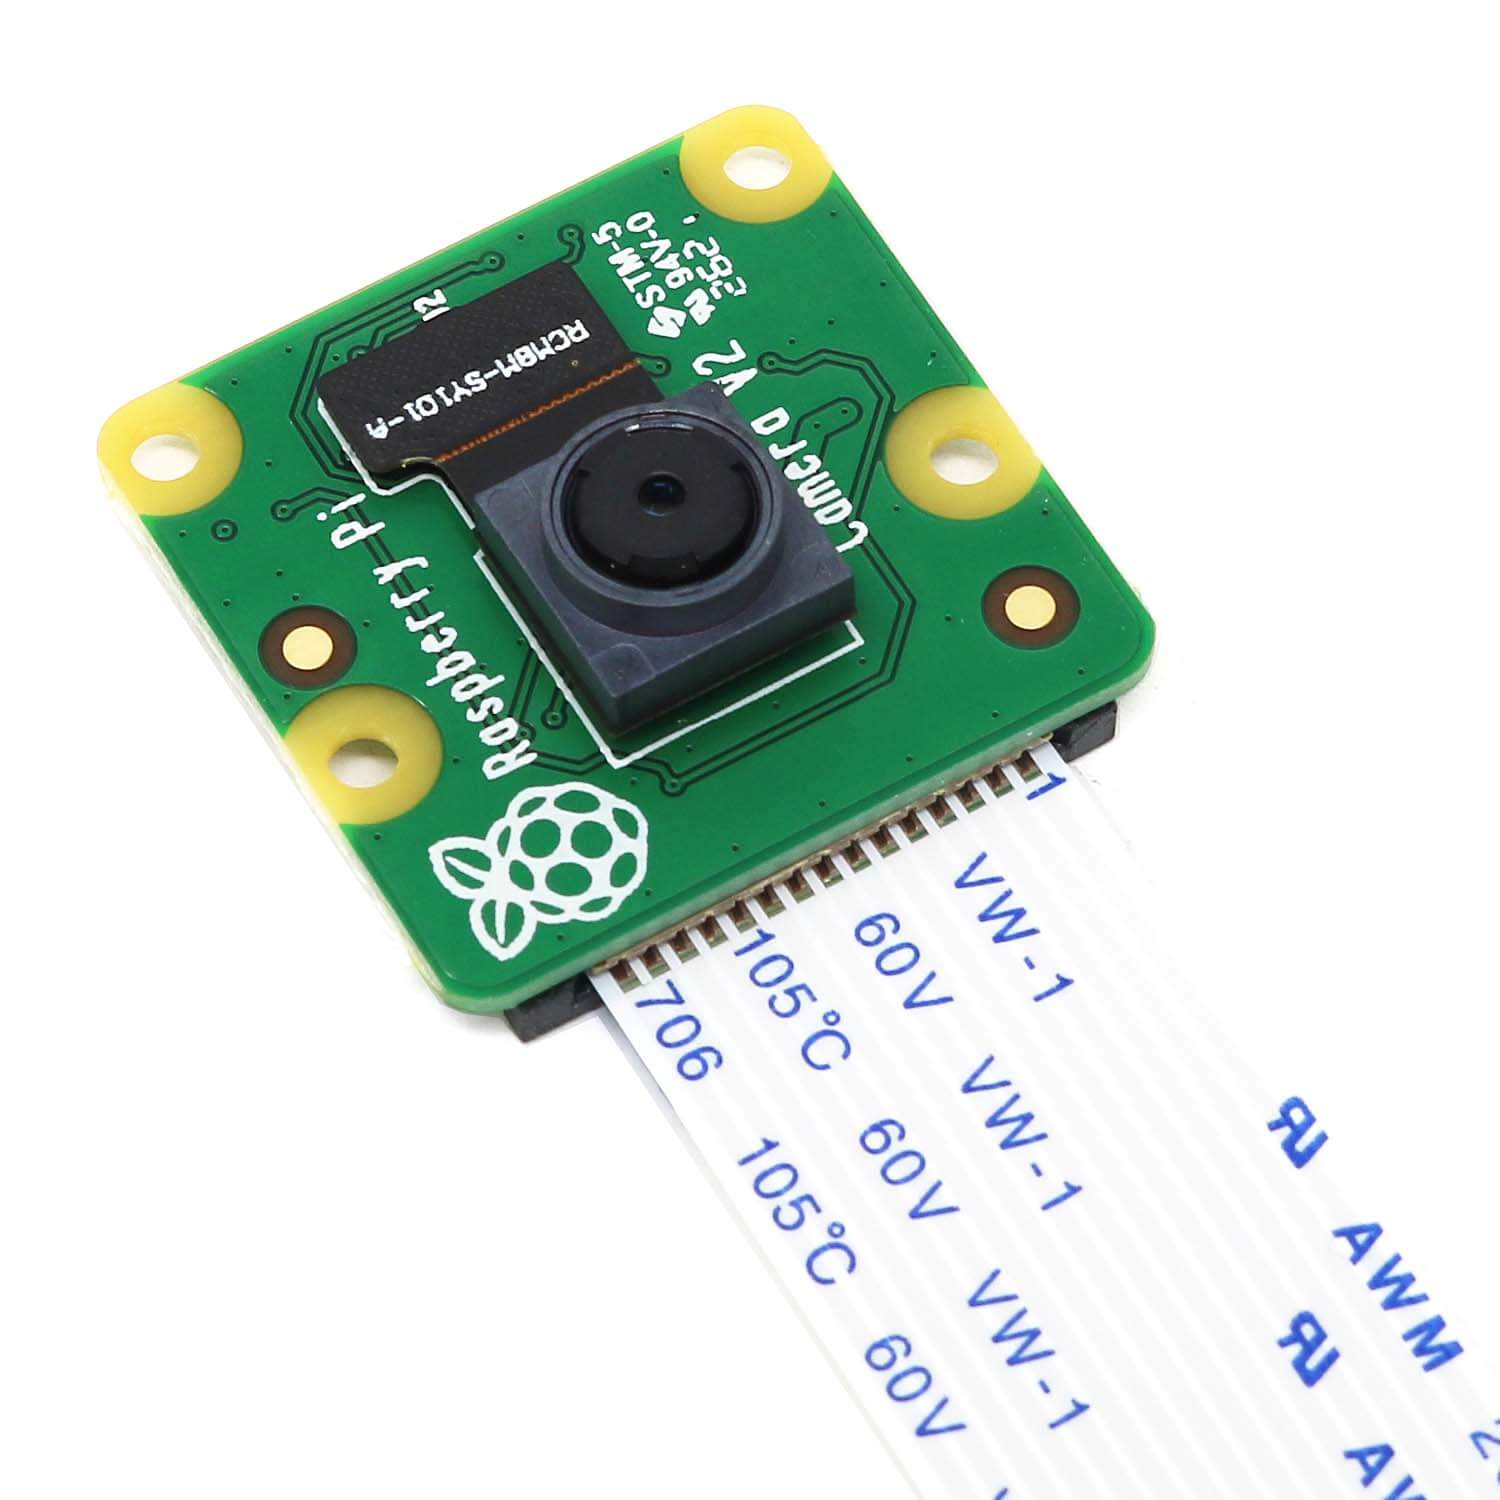 STM-5
94V-0
J2
RCM8M-SY101-A
Camera V2
Raspberry Pi
1
VW-1
60V
105℃
706
VW-1
60V
105℃
VW-1
60V
AWM